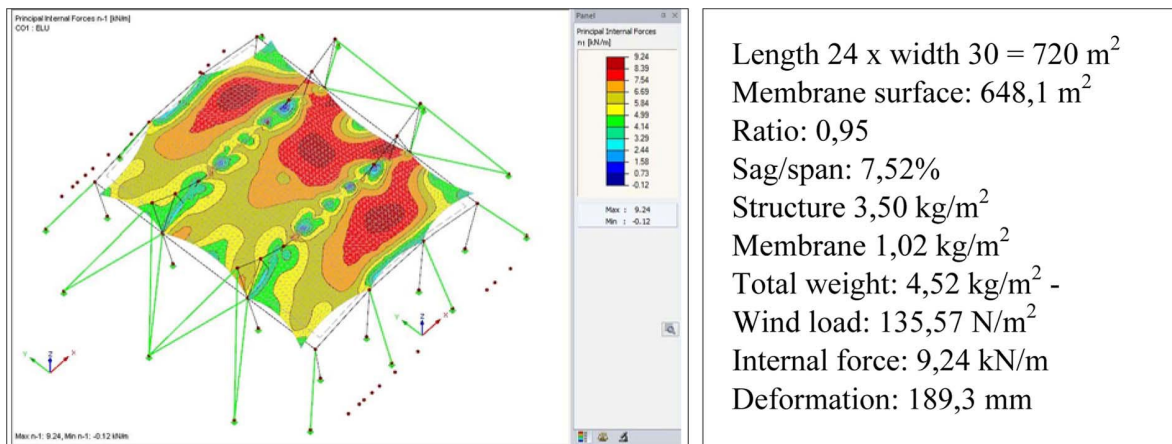 Principal Internal Forces n-1 [kN/m]
CO1 : ELU
Panel
Principal Internal Forces
n1 [kN/m]
9.24
8.39
7.54
6.69
5.84
4.99
4.14
3.29
2.44
1.58
0.73
-0.12
Max : 9.24
Min : -0.12
Z
Y
X
Z
Y
X
Max n-1: 9.24, Min n-1: -0.12 kN/m
Length 24 x width 30 = 720 m²
Membrane surface: 648,1 m²
Ratio: 0,95
Sag/span: 7,52%
Structure 3,50 kg/m²
Membrane 1,02 kg/m²
Total weight: 4,52 kg/m² -
Wind load: 135,57 N/m²
Internal force: 9,24 kN/m
Deformation: 189,3 mm